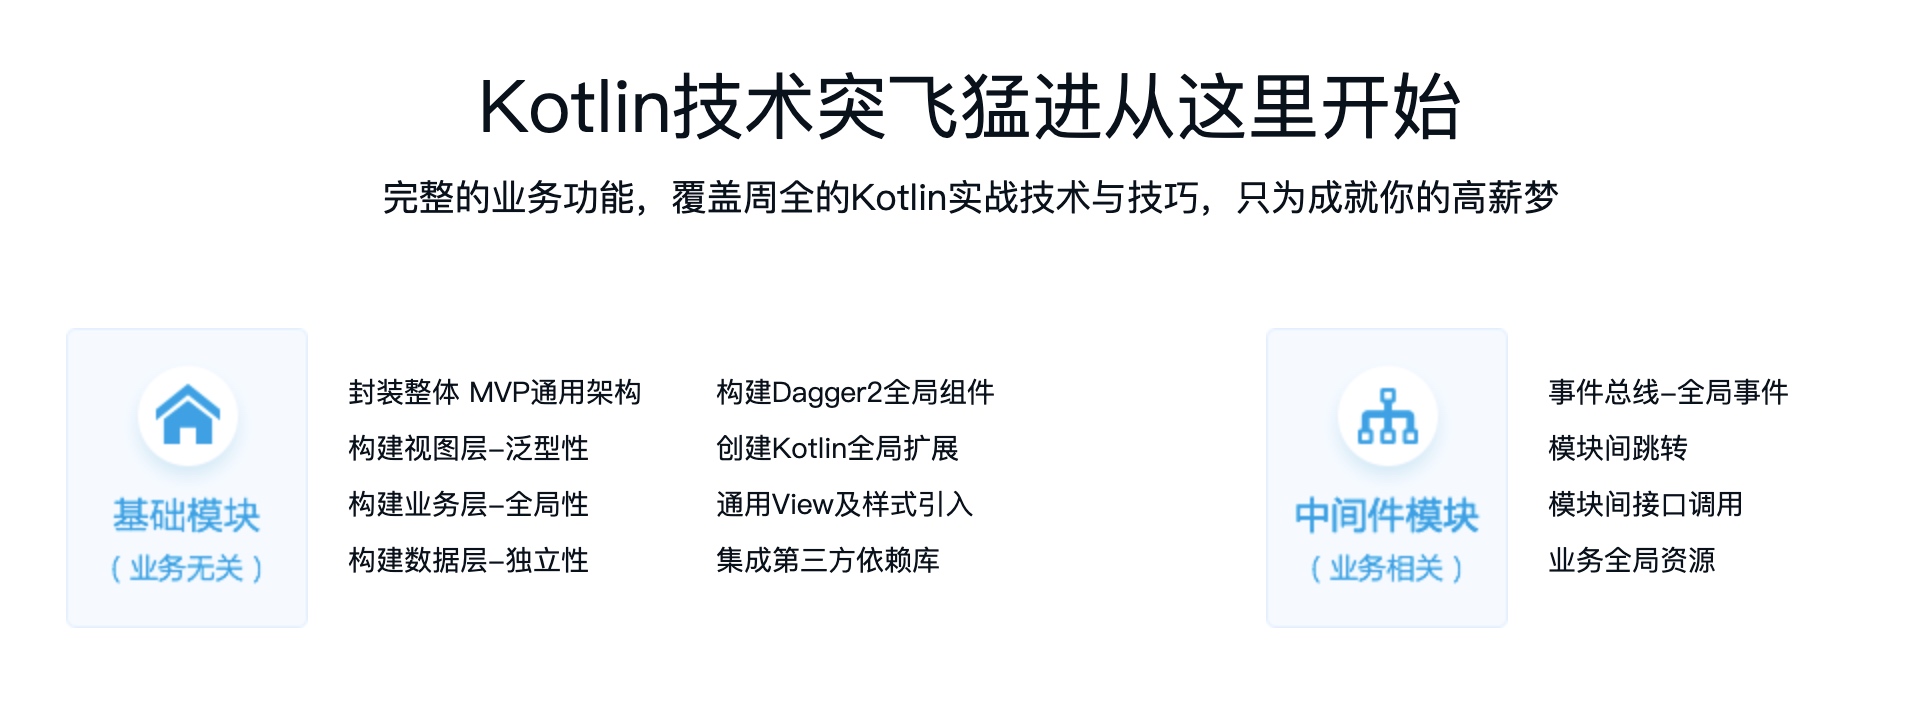 Kotlin技术突飞猛进从这里开始
完整的业务功能，覆盖周全的Kotlin实战技术与技巧，只为成就你的高薪梦
基础模块
（业务无关）
封装整体 MVP通用架构
构建视图层-泛型性
构建业务层-全局性
构建数据层-独立性
构建Dagger2全局组件
创建Kotlin全局扩展
通用View及样式引入
集成第三方依赖库
中间件模块
（业务相关）
事件总线-全局事件
模块间跳转
模块间接口调用
业务全局资源